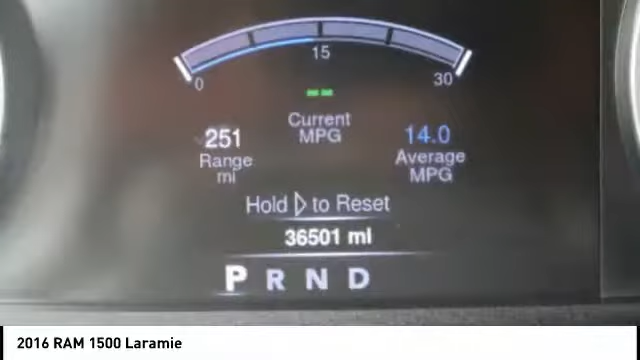 0
15
30
--
Current
MPG
251
Range
mi
14.0
Average
MPG
Hold ▷ to Reset
36501 mi
P R N D
2016 RAM 1500 Laramie